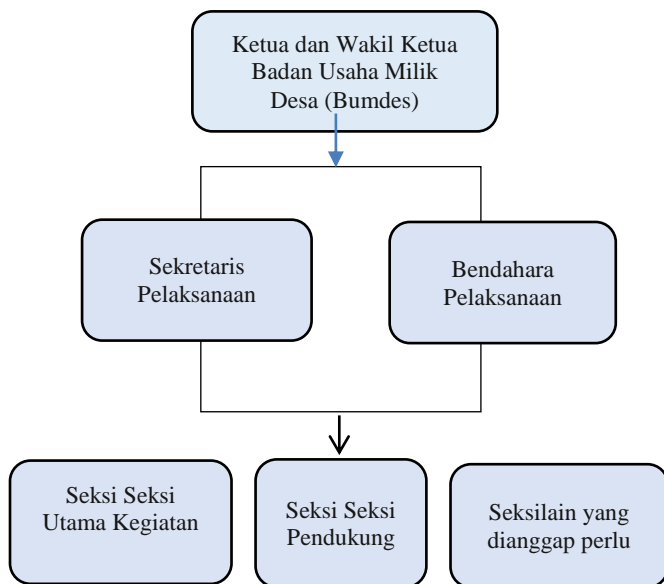 Ketua dan Wakil Ketua
Badan Usaha Milik
Desa (Bumdes)
Sekretaris
Pelaksanaan
Bendahara
Pelaksanaan
Seksi Seksi
Utama Kegiatan
Seksi Seksi
Pendukung
Seksilain yang
dianggap perlu